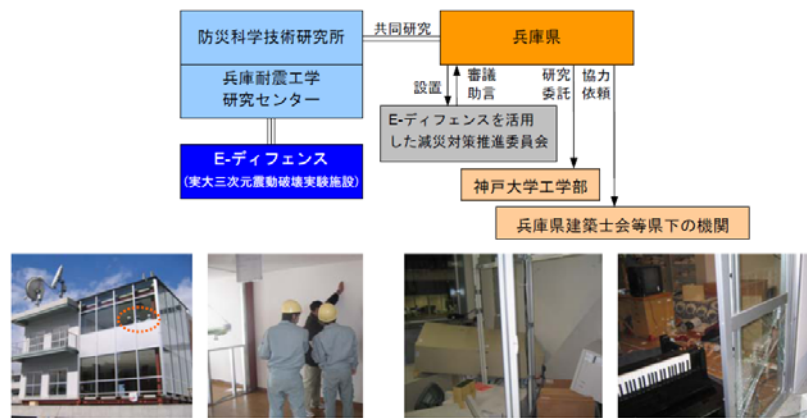 防災科学技術研究所
共同研究
兵庫県
兵庫耐震工学
研究センター
設置
審議
助言
研究
委託
協力
依頼
E-ディフェンスを活用
した減災対策推進委員会
E-ディフェンス
(実大三次元震動破壊実験施設)
神戸大学工学部
兵庫県建築士会等県下の機関